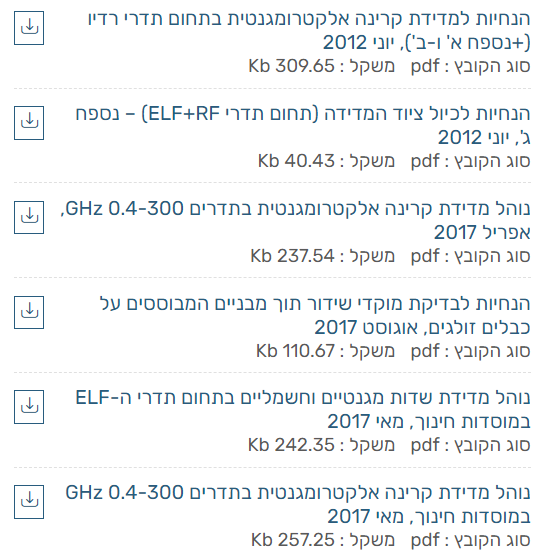 הנחיות למדידת קרינה אלקטרומגנטית בתחום תדרי רדיו
(+נספח א' ו-ב'), יוני 2012
סוג הקובץ : pdf משקל : 309.65 Kb
הנחיות לכיול ציוד המדידה (תחום תדרי ELF+RF) – נספח
ג', יוני 2012
סוג הקובץ : pdf משקל : 40.43 Kb
נוהל מדידת קרינה אלקטרומגנטית בתדרים 0.4-300 GHz,
אפריל 2017
סוג הקובץ : pdf משקל : 237.54 Kb
הנחיות לבדיקת מוקדי שידור תוך מבניים המבוססים על
כבלים זולגים, אוגוסט 2017
סוג הקובץ : pdf משקל : 110.67 Kb
נוהל מדידת שדות מגנטיים וחשמליים בתחום תדרי ה-ELF
במוסדות חינוך, מאי 2017
סוג הקובץ : pdf משקל : 242.35 Kb
נוהל מדידת קרינה אלקטרומגנטית בתדרים 0.4-300 GHz
במוסדות חינוך, מאי 2017
סוג הקובץ : pdf משקל : 257.25 Kb